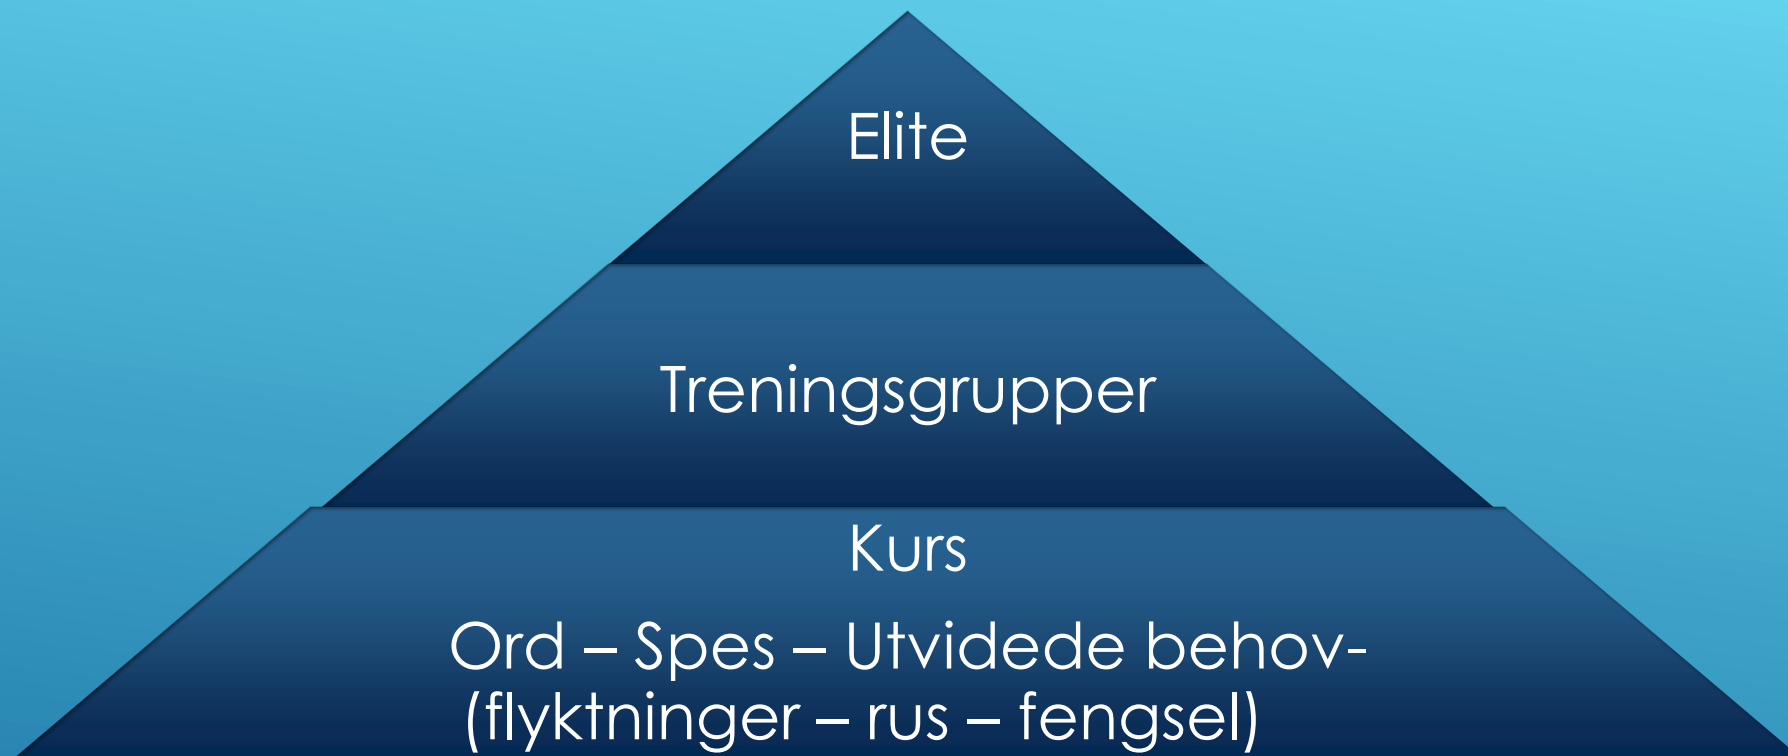 Elite
Treningsgrupper
Kurs
Ord – Spes – Utvidede behov-
(flyktninger – rus – fengsel)